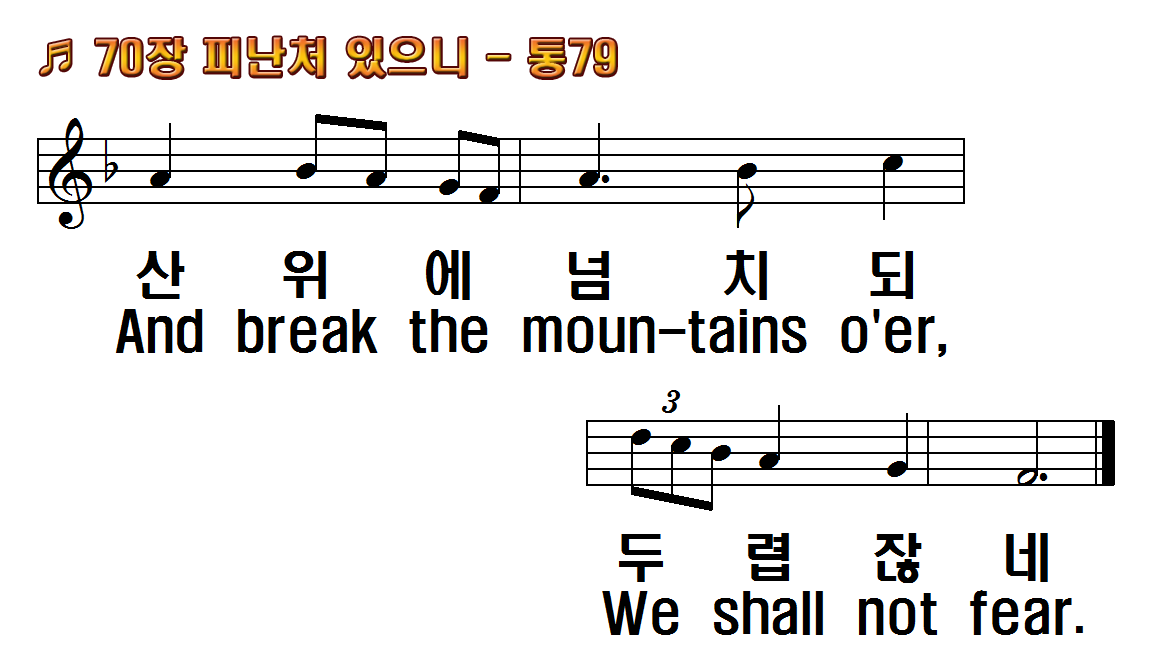 ♬ 70장 피난처 있으니 - 통79
산 위 에 넘 치 되
And break the moun-tains o'er,
3
두 렵 잖 네
We shall not fear.